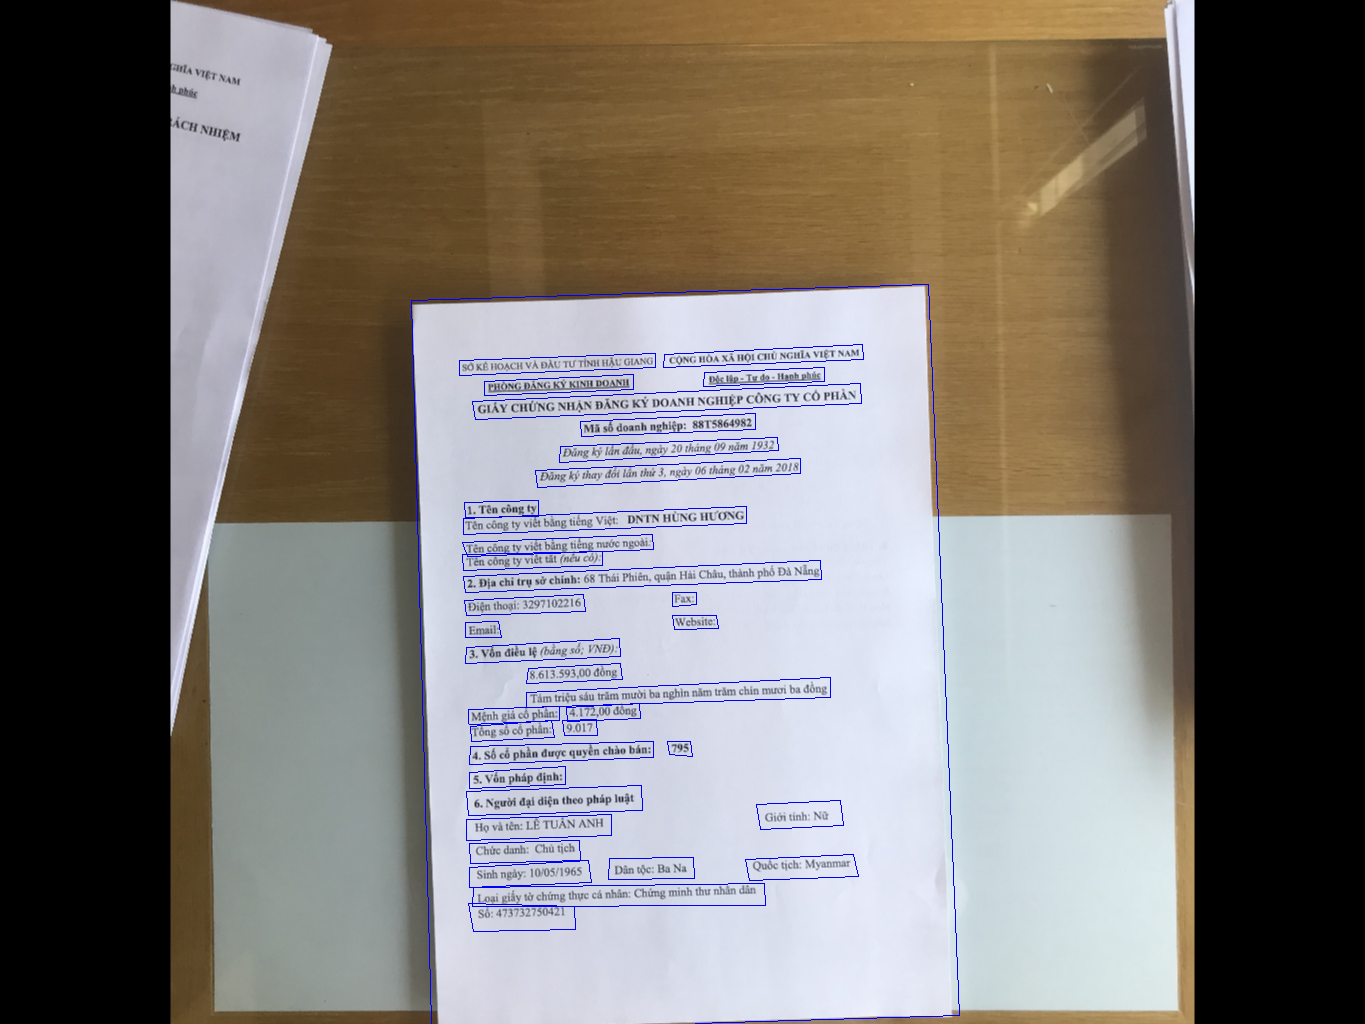 GHĨA VIỆT NAM
h phúc
RÁCH NHIỆM
SỞ KẾ HOẠCH VÀ ĐẦU TƯ TỈNH HẬU GIANG CỘNG HÒA XÃ HỘI CHỦ NGHĨA VIỆT NAM
PHÒNG ĐĂNG KÝ KINH DOANH Độc lập - Tự do - Hạnh phúc
GIẤY CHỨNG NHẬN ĐĂNG KÝ DOANH NGHIỆP CÔNG TY CỔ PHẦN
Mã số doanh nghiệp: 88T5864982
Đăng ký lần đầu, ngày 20 tháng 09 năm 1932
Đăng ký thay đổi lần thứ 3, ngày 06 tháng 02 năm 2018
1. Tên công ty
Tên công ty viết bằng tiếng Việt: DNTN HÙNG HƯƠNG
Tên công ty viết bằng tiếng nước ngoài:
Tên công ty viết tắt (nếu có):
2. Địa chỉ trụ sở chính: 68 Thái Phiên, quận Hải Châu, thành phố Đà Nẵng
Điện thoại: 3297102216 Fax:
Email: Website:
3. Vốn điều lệ (bằng số; VNĐ):
8.613.593,00 đồng
Tám triệu sáu trăm mười ba nghìn năm trăm chín mươi ba đồng
Mệnh giá cổ phần: 4.172,00 đồng
Tổng số cổ phần: 9.017
4. Số cổ phần được quyền chào bán: 795
5. Vốn pháp định:
6. Người đại diện theo pháp luật
Họ và tên: LÊ TUẤN ANH Giới tính: Nữ
Chức danh: Chủ tịch
Sinh ngày: 10/05/1965 Dân tộc: Ba Na Quốc tịch: Myanmar
Loại giấy tờ chứng thực cá nhân: Chứng minh thư nhân dân
Số: 473732750421